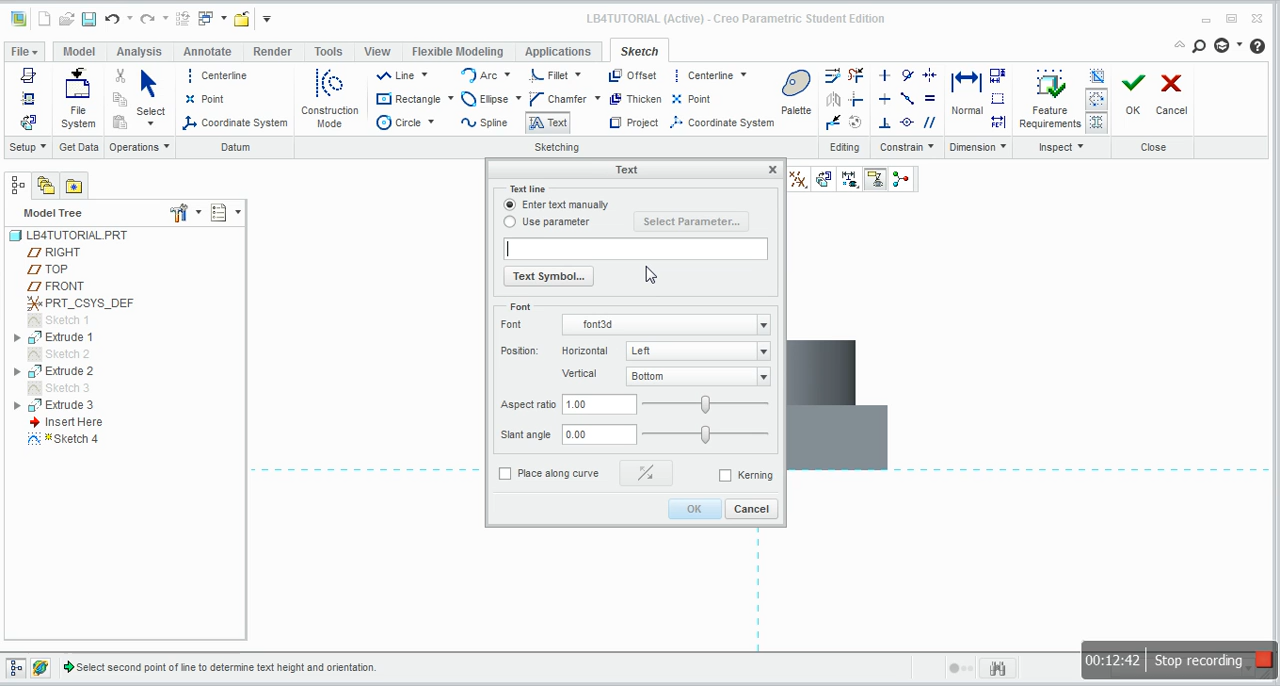 LB4TUTORIAL (Active) - Creo Parametric Student Edition
File Model Analysis Annotate Render Tools View Flexible Modeling Applications Sketch
File System
Select
Centerline
Point
Coordinate System
Construction Mode
Line Arc Fillet Offset Centerline
Rectangle Ellipse Chamfer Thicken Point
Circle Spline Text Project Coordinate System
Palette
Normal
Feature Requirements
OK
Cancel
Setup Get Data Operations Datum Sketching Editing Constrain Dimension Inspect Close
Model Tree
LB4TUTORIAL.PRT
RIGHT
TOP
FRONT
PRT_CSYS_DEF
Sketch 1
Extrude 1
Sketch 2
Extrude 2
Sketch 3
Extrude 3
Insert Here
Sketch 4
Text
Text line
Enter text manually
Use parameter Select Parameter...
Text Symbol...
Font
Font font3d
Position: Horizontal Left
Vertical Bottom
Aspect ratio 1.00
Slant angle 0.00
Place along curve Kerning
OK Cancel
Select second point of line to determine text height and orientation.
00:12:42 Stop recording